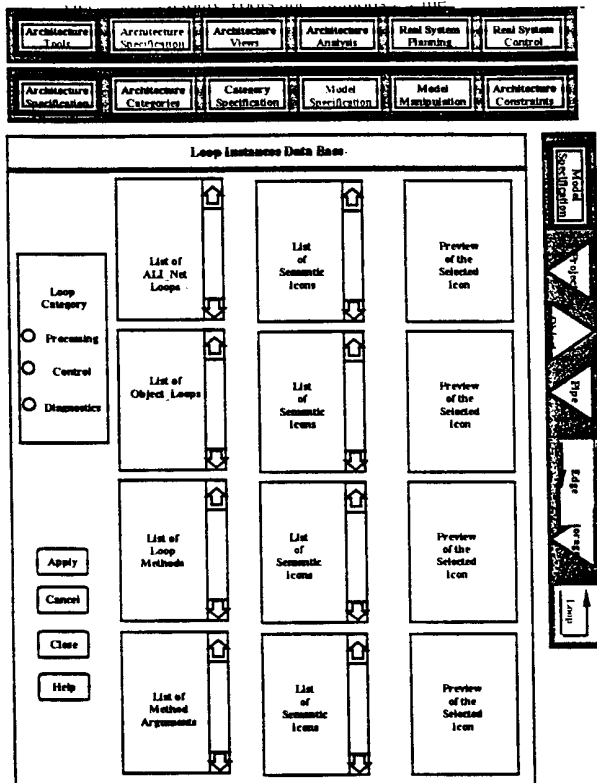 Architecture Tools
Architecture Specification
Architecture Views
Architecture Analysis
Real System Planning
Real System Control
Architecture Specification
Architecture Categories
Category Specification
Model Specification
Model Manipulation
Architecture Constraints
Loop Instances Data Base
Loop
Category
Processing
Control
Diagnostics
Apply
Cancel
Close
Help
List of
ALL_Net
Loops
List
of
Semantic
Icons
Preview
of the
Selected
Icon
List of
Object_Loops
List
of
Semantic
Icons
Preview
of the
Selected
Icon
List of
Loop
Methods
List
of
Semantic
Icons
Preview
of the
Selected
Icon
List of
Method
Arguments
List
of
Semantic
Icons
Preview
of the
Selected
Icon
Model
Specification
Pipe
Edge
Loop